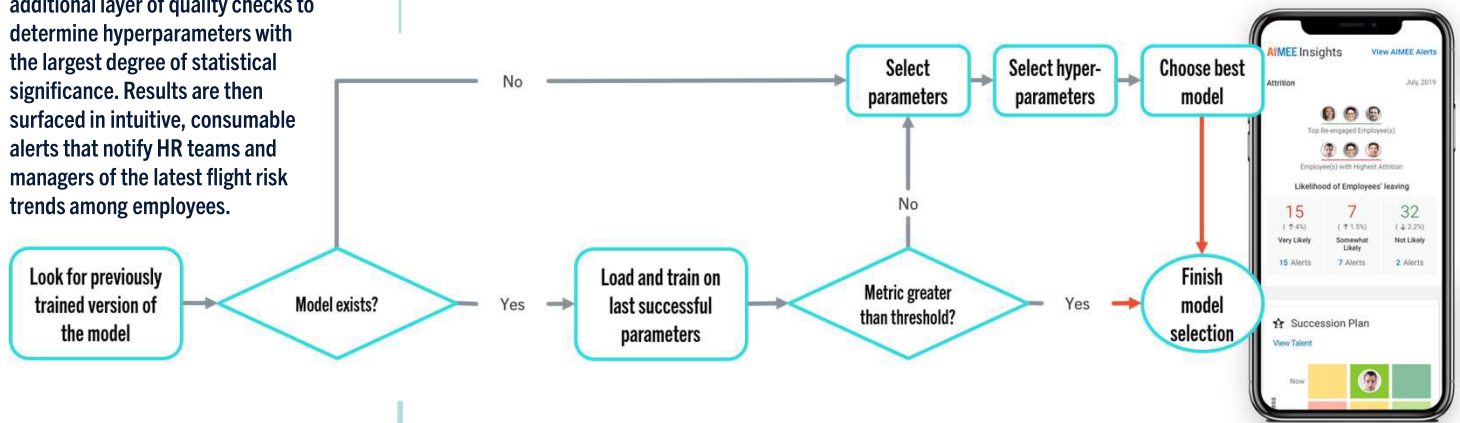 additional layer of quality checks to
determine hyperparameters with
the largest degree of statistical
significance. Results are then
surfaced in intuitive, consumable
alerts that notify HR teams and
managers of the latest flight risk
trends among employees.
Look for previously
trained version of
the model
Model exists?
No
Yes
Load and train on
last successful
parameters
Metric greater
than threshold?
No
Yes
Select
parameters
Select hyper-
parameters
Choose best
model
Finish
model
selection
AIMEE Insights
View AIMEE Alerts
Attrition
July, 2019
Top Re-engaged Employee(s)
Employee(s) with Highest Attrition
Likelihood of Employees' leaving
15 7 32
( ↑ 4%) ( ↑ 1.5%) ( ↓ 2.2%)
Very Likely
Somewhat
Likely
Not Likely
15 Alerts 7 Alerts 2 Alerts
Succession Plan
View Talent
Now